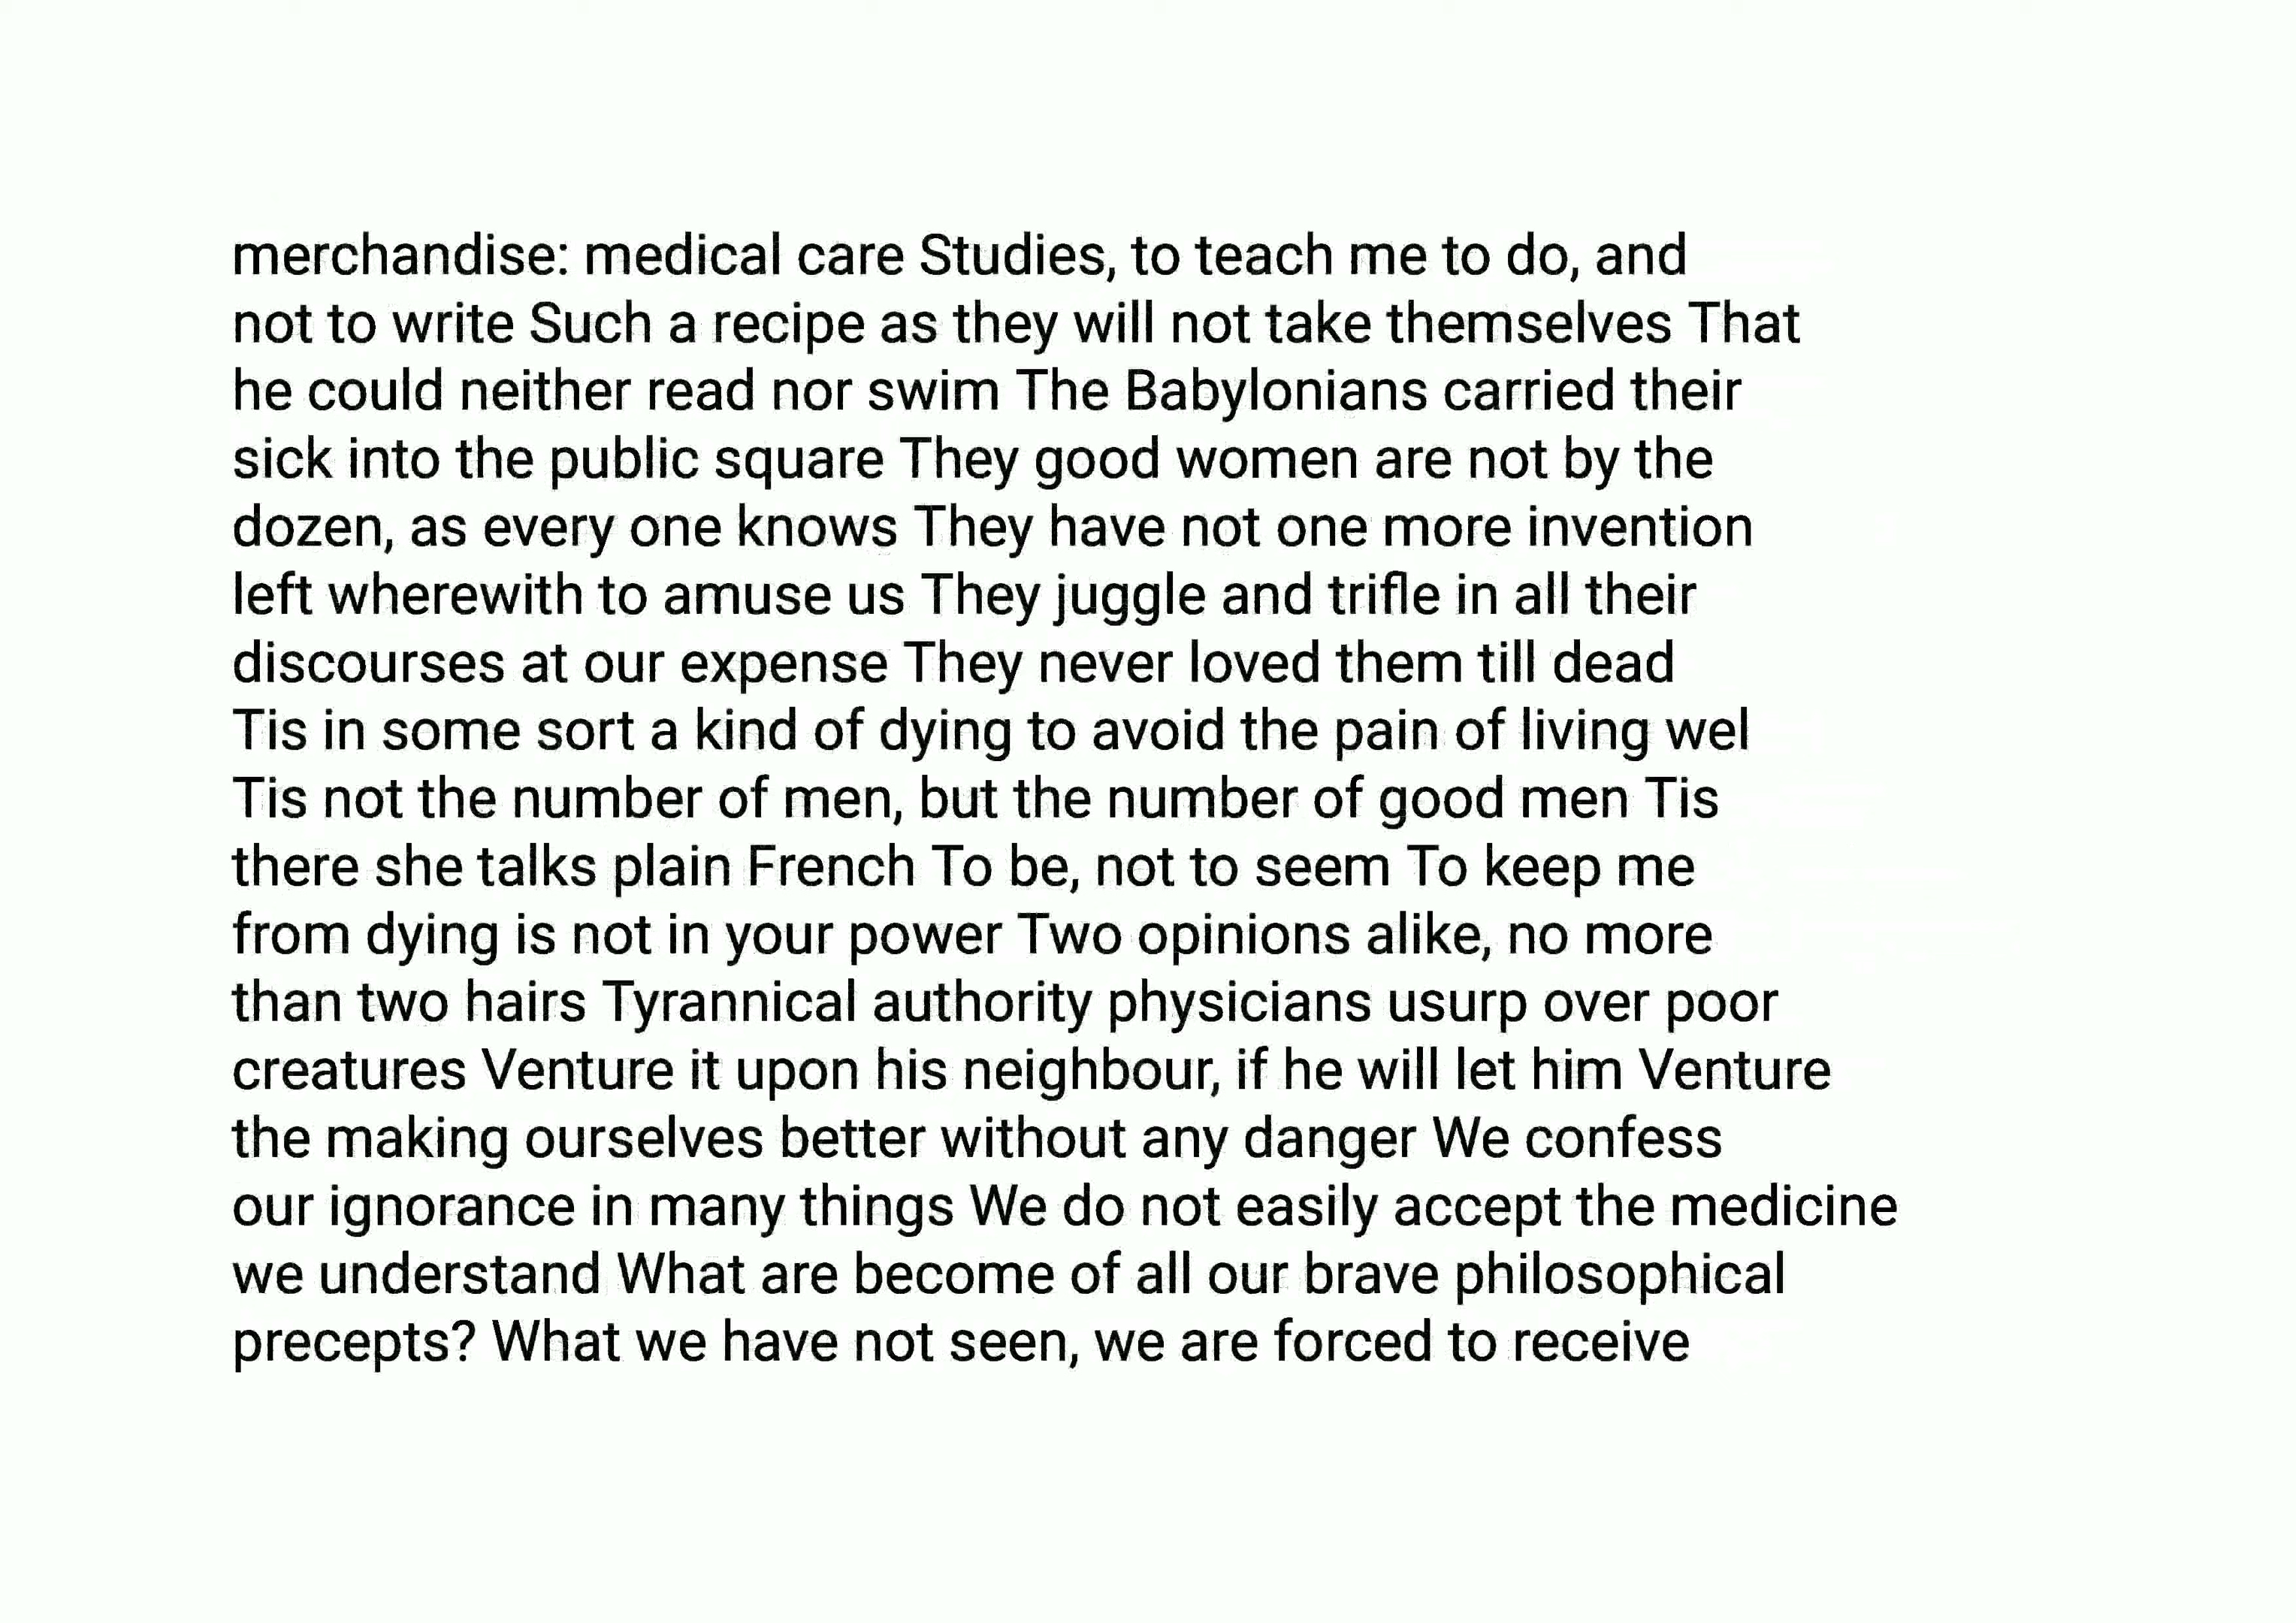 merchandise: medical care Studies, to teach me to do, and
not to write Such a recipe as they will not take themselves That
he could neither read nor swim The Babylonians carried their
sick into the public square They good women are not by the
dozen, as every one knows They have not one more invention
left wherewith to amuse us They juggle and trifle in all their
discourses at our expense They never loved them till dead
Tis in some sort a kind of dying to avoid the pain of living wel
Tis not the number of men, but the number of good men Tis
there she talks plain French To be, not to seem To keep me
from dying is not in your power Two opinions alike, no more
than two hairs Tyrannical authority physicians usurp over poor
creatures Venture it upon his neighbour, if he will let him Venture
the making ourselves better without any danger We confess
our ignorance in many things We do not easily accept the medicine
we understand What are become of all our brave philosophical
precepts? What we have not seen, we are forced to receive